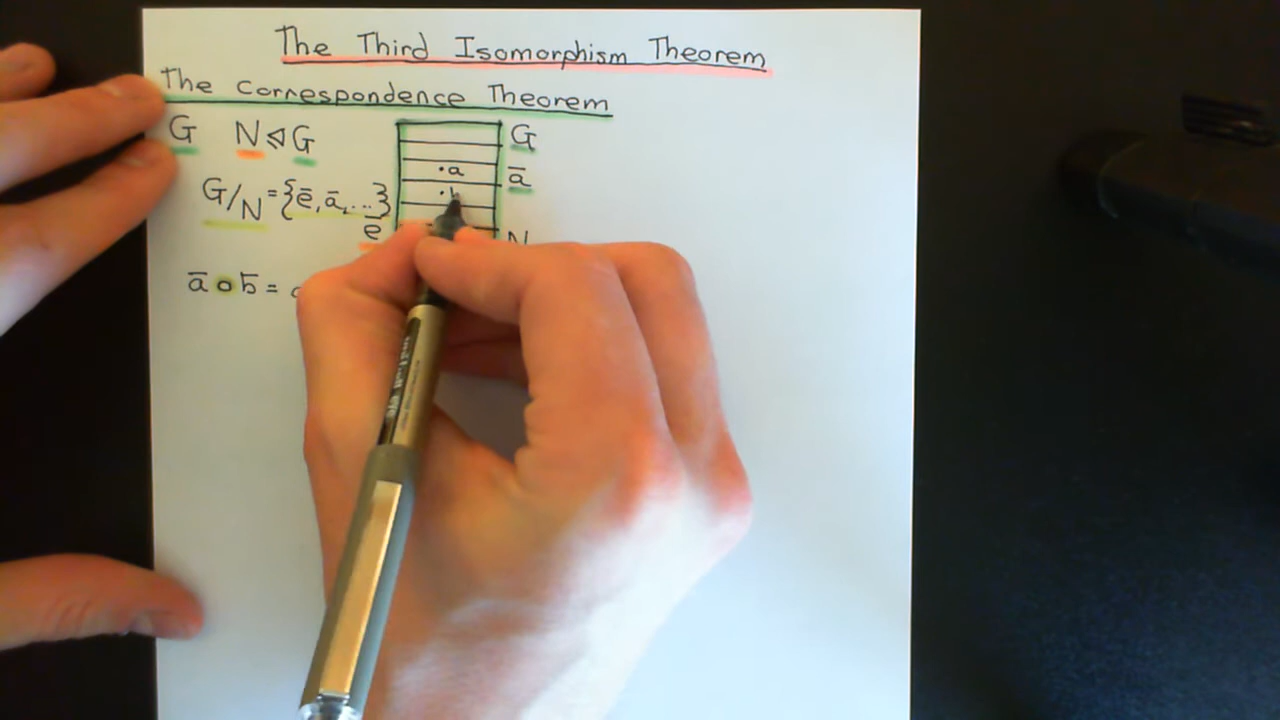 The Third Isomorphism Theorem
The Correspondence Theorem
G N⊲G G
·a ā
G/N={ē,ā,...} ·b
e N
ā∘b̄=